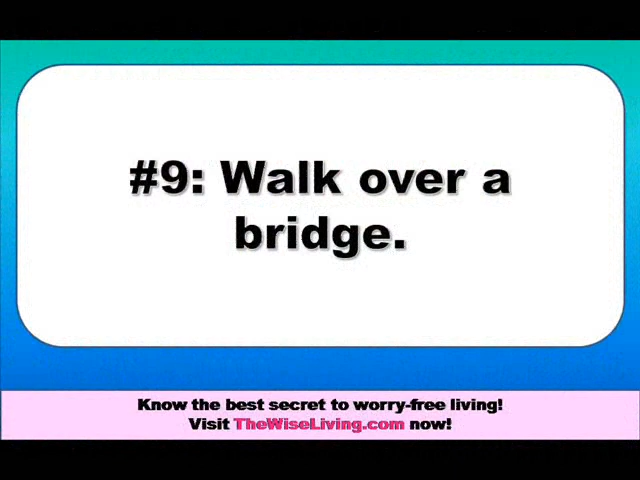 #9: Walk over a
bridge.
Know the best secret to worry-free living!
Visit TheWiseLiving.com now!